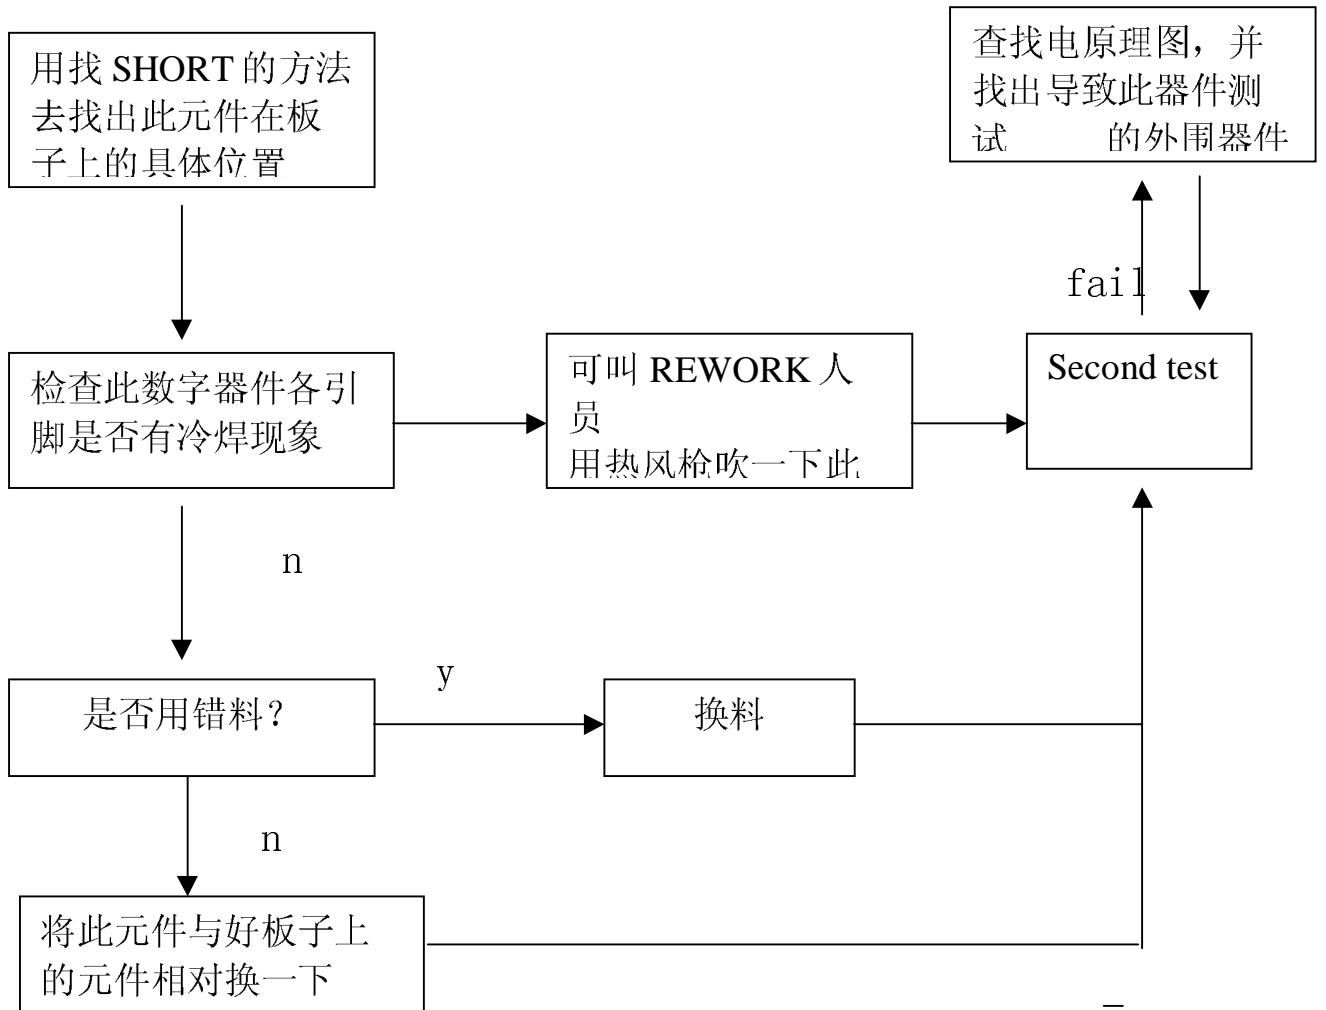 用找 SHORT 的方法
去找出此元件在板
子上的具体位置
查找电原理图，并
找出导致此器件测
试 的外围器件
fail
检查此数字器件各引
脚是否有冷焊现象
可叫 REWORK 人
员
用热风枪吹一下此
Second test
n
是否用错料？
y
换料
n
将此元件与好板子上
的元件相对换一下